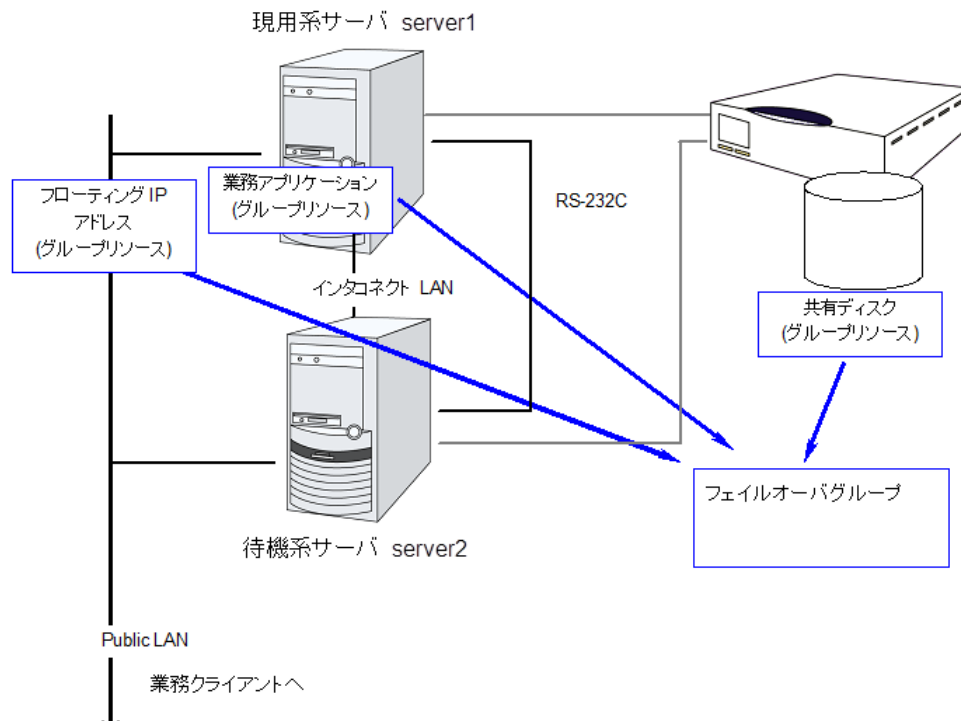 現用系サーバ server1
フローティング IP
アドレス
(グループリソース)
業務アプリケーション
(グループリソース)
RS-232C
インタコネクト LAN
共有ディスク
(グループリソース)
フェイルオーバグループ
待機系サーバ server2
Public LAN
業務クライアントへ